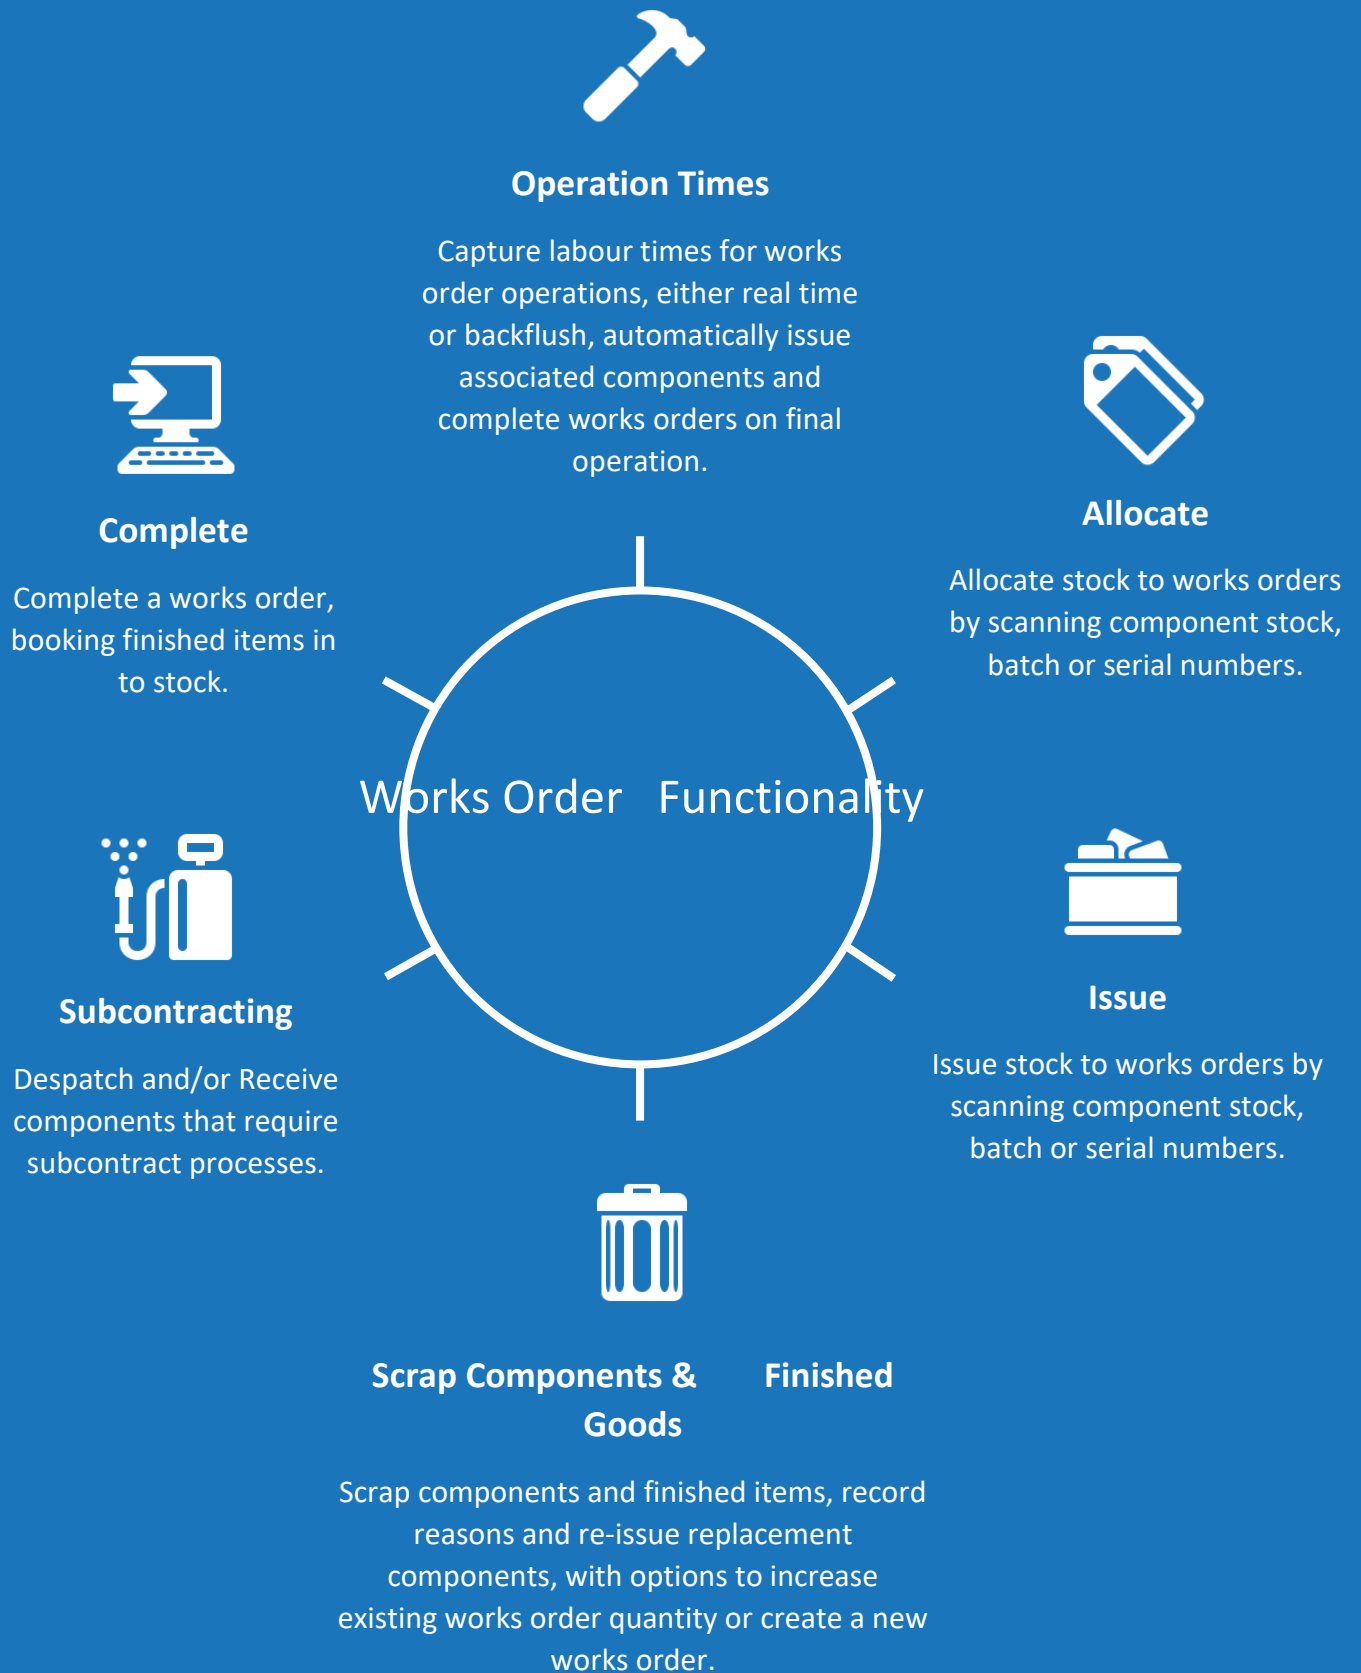 Operation Times
Capture labour times for works
order operations, either real time
or backflush, automatically issue
associated components and
complete works orders on final
operation.
Allocate
Allocate stock to works orders
by scanning component stock,
batch or serial numbers.
Complete
Complete a works order,
booking finished items in
to stock.
Works Order Functionality
Issue
Issue stock to works orders by
scanning component stock,
batch or serial numbers.
Subcontracting
Despatch and/or Receive
components that require
subcontract processes.
Scrap Components & Finished
Goods
Scrap components and finished items, record
reasons and re-issue replacement
components, with options to increase
existing works order quantity or create a new
works order.